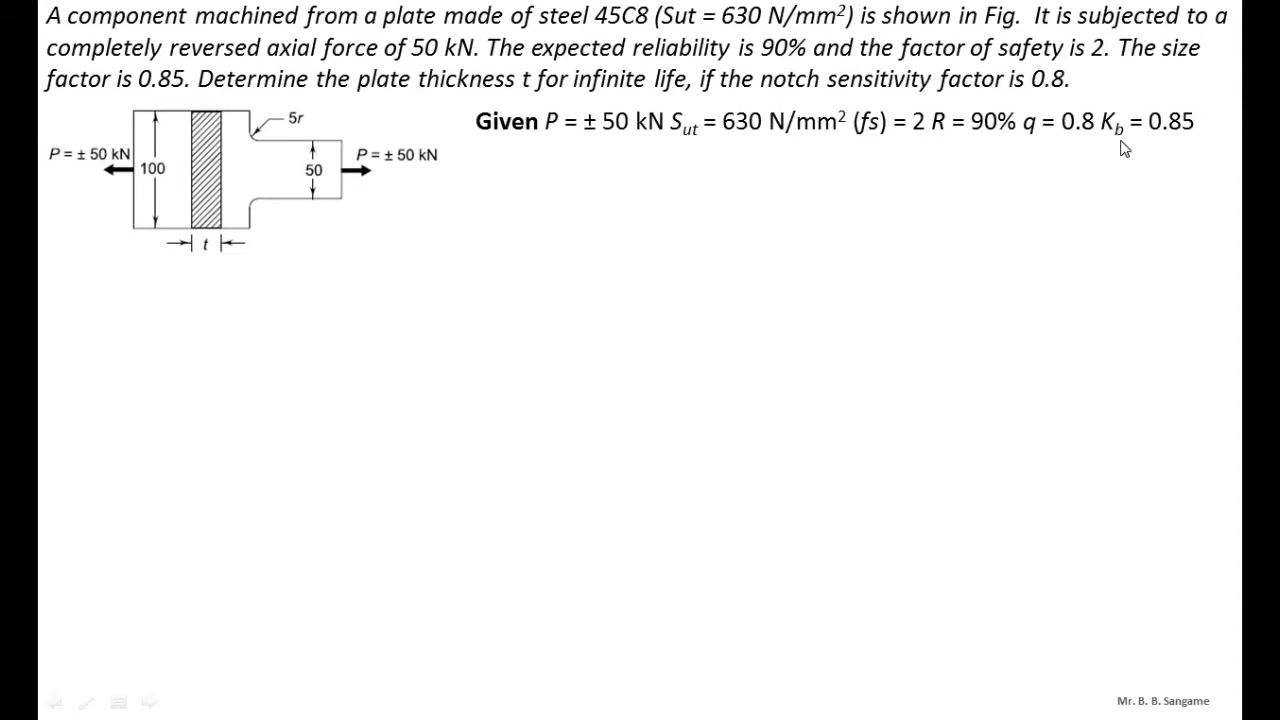 A component machined from a plate made of steel 45C8 (Sut = 630 N/mm²) is shown in Fig. It is subjected to a
completely reversed axial force of 50 kN. The expected reliability is 90% and the factor of safety is 2. The size
factor is 0.85. Determine the plate thickness t for infinite life, if the notch sensitivity factor is 0.8.
Given P = ± 50 kN Sut = 630 N/mm² (fs) = 2 R = 90% q = 0.8 Kb = 0.85
5r
P = ± 50 kN
100
50
P = ± 50 kN
t
Mr. B. B. Sangame